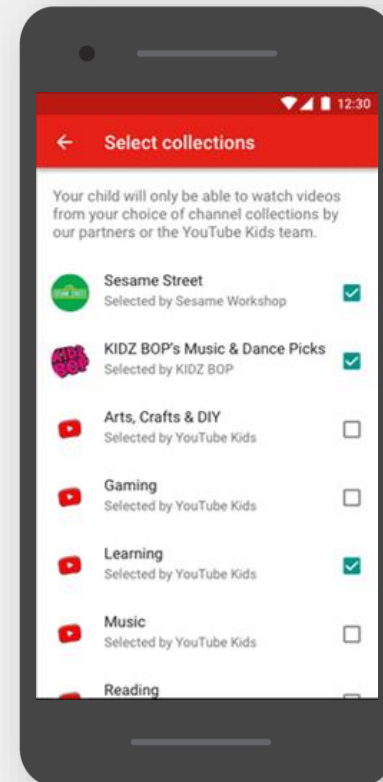 12:30
Select collections
Your child will only be able to watch videos
from your choice of channel collections by
our partners or the YouTube Kids team.
Sesame Street
Selected by Sesame Workshop
KIDZ BOP's Music & Dance Picks
Selected by KIDZ BOP
KIDZ
BOP
Arts, Crafts & DIY
Selected by YouTube Kids
Gaming
Selected by YouTube Kids
Learning
Selected by YouTube Kids
Music
Selected by YouTube Kids
Reading